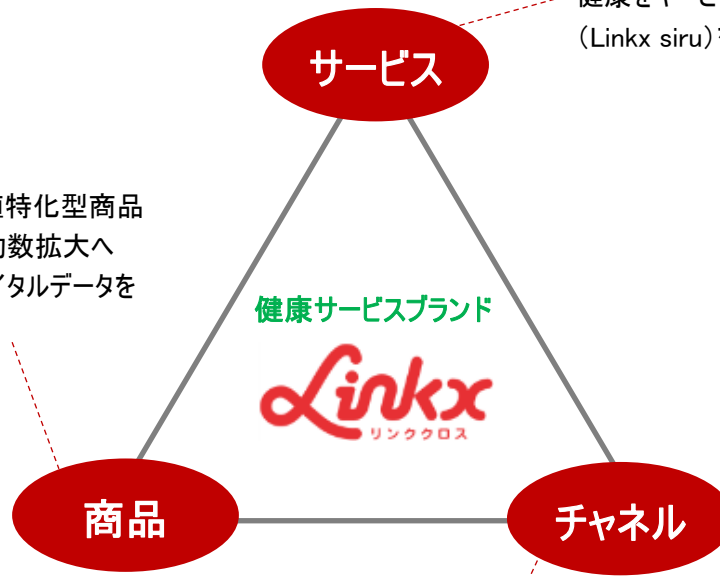 (Linkx siru)
サービス
特化型商品
数拡大へ
タルデータを
健康サービスブランド
Linkx
リンククロス
商品
チャネル